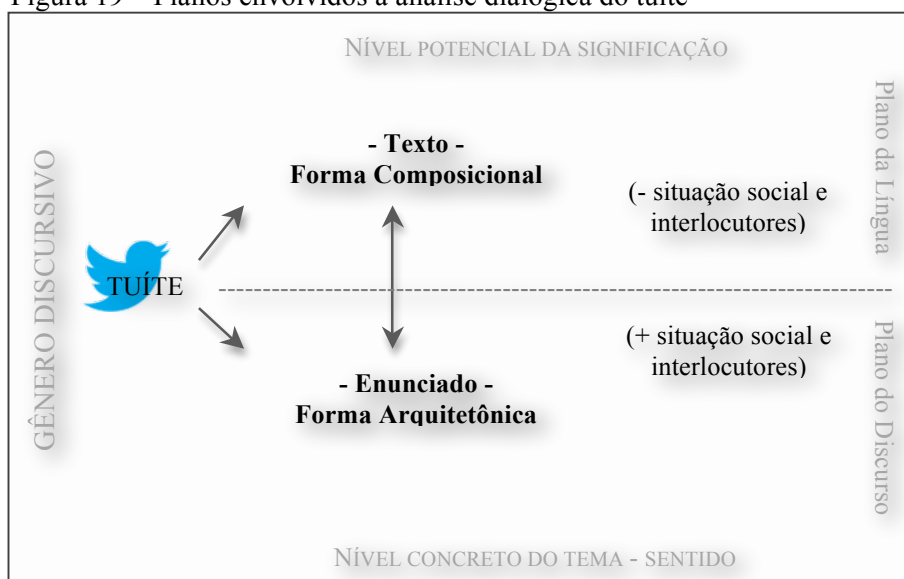 Figura 19 – Planos envolvidos à análise dialógica do tuíte
NÍVEL POTENCIAL DA SIGNIFICAÇÃO
- Texto -
Forma Composicional
(- situação social e
interlocutores)
Plano da Língua
GÊNERO DISCURSIVO
TUÍTE
(+ situação social e
interlocutores)
- Enunciado -
Forma Arquitetônica
Plano do Discurso
NÍVEL CONCRETO DO TEMA - SENTIDO